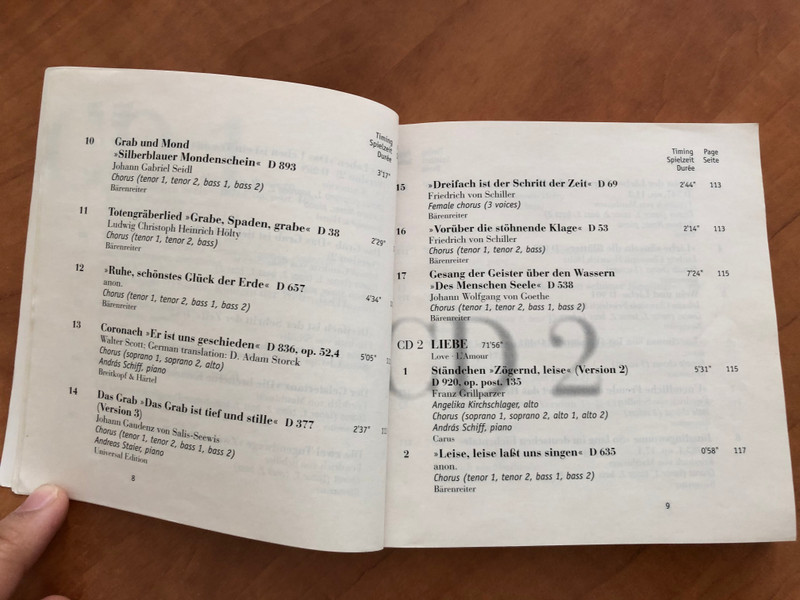 Timing
Spielzeit
Durée
10 Grab und Mond
»Silberblauer Mondenschein« D 893 3'17"
Johann Gabriel Seidl
Chorus (tenor 1, tenor 2, bass 1, bass 2)
Bärenreiter
11 Totengräberlied »Grabe, Spaden, grabe« D 38 2'29"
Ludwig Christoph Heinrich Hölty
Chorus (tenor 1, tenor 2, bass)
Bärenreiter
12 »Ruhe, schönstes Glück der Erde« D 657 4'34"
anon.
Chorus (tenor 1, tenor 2, bass 1, bass 2)
Bärenreiter
13 Coronach »Er ist uns geschieden« D 836, op. 52,4 5'05"
Walter Scott; German translation: D. Adam Storck
Chorus (soprano 1, soprano 2, alto)
András Schiff, piano
Breitkopf & Härtel
14 Das Grab »Das Grab ist tief und stille« D 377 2'37"
(Version 3)
Johann Gaudenz von Salis-Seewis
Chorus (tenor 1, tenor 2, bass 1, bass 2)
Andreas Staier, piano
Universal Edition
8
Timing Page
Spielzeit Seite
Durée
15 »Dreifach ist der Schritt der Zeit« D 69 2'44" 113
Friedrich von Schiller
Female chorus (3 voices)
Bärenreiter
16 »Vorüber die stöhnende Klage« D 53 2'14" 113
Friedrich von Schiller
Chorus (tenor 1, tenor 2, bass)
Bärenreiter
17 Gesang der Geister über den Wassern 7'24" 115
»Des Menschen Seele« D 538
Johann Wolfgang von Goethe
Chorus (tenor 1, tenor 2, bass 1, bass 2)
Bärenreiter
CD 2
CD 2 LIEBE 71'56"
Love · L'Amour
1 Ständchen »Zögernd, leise« (Version 2) 5'31" 115
D 920, op. post. 135
Franz Grillparzer
Angelika Kirchschlager, alto
Chorus (soprano 1, soprano 2, alto 1, alto 2)
András Schiff, piano
Carus
2 »Leise, leise laßt uns singen« D 635 0'58" 117
anon.
Chorus (tenor 1, tenor 2, bass 1, bass 2)
Bärenreiter
9